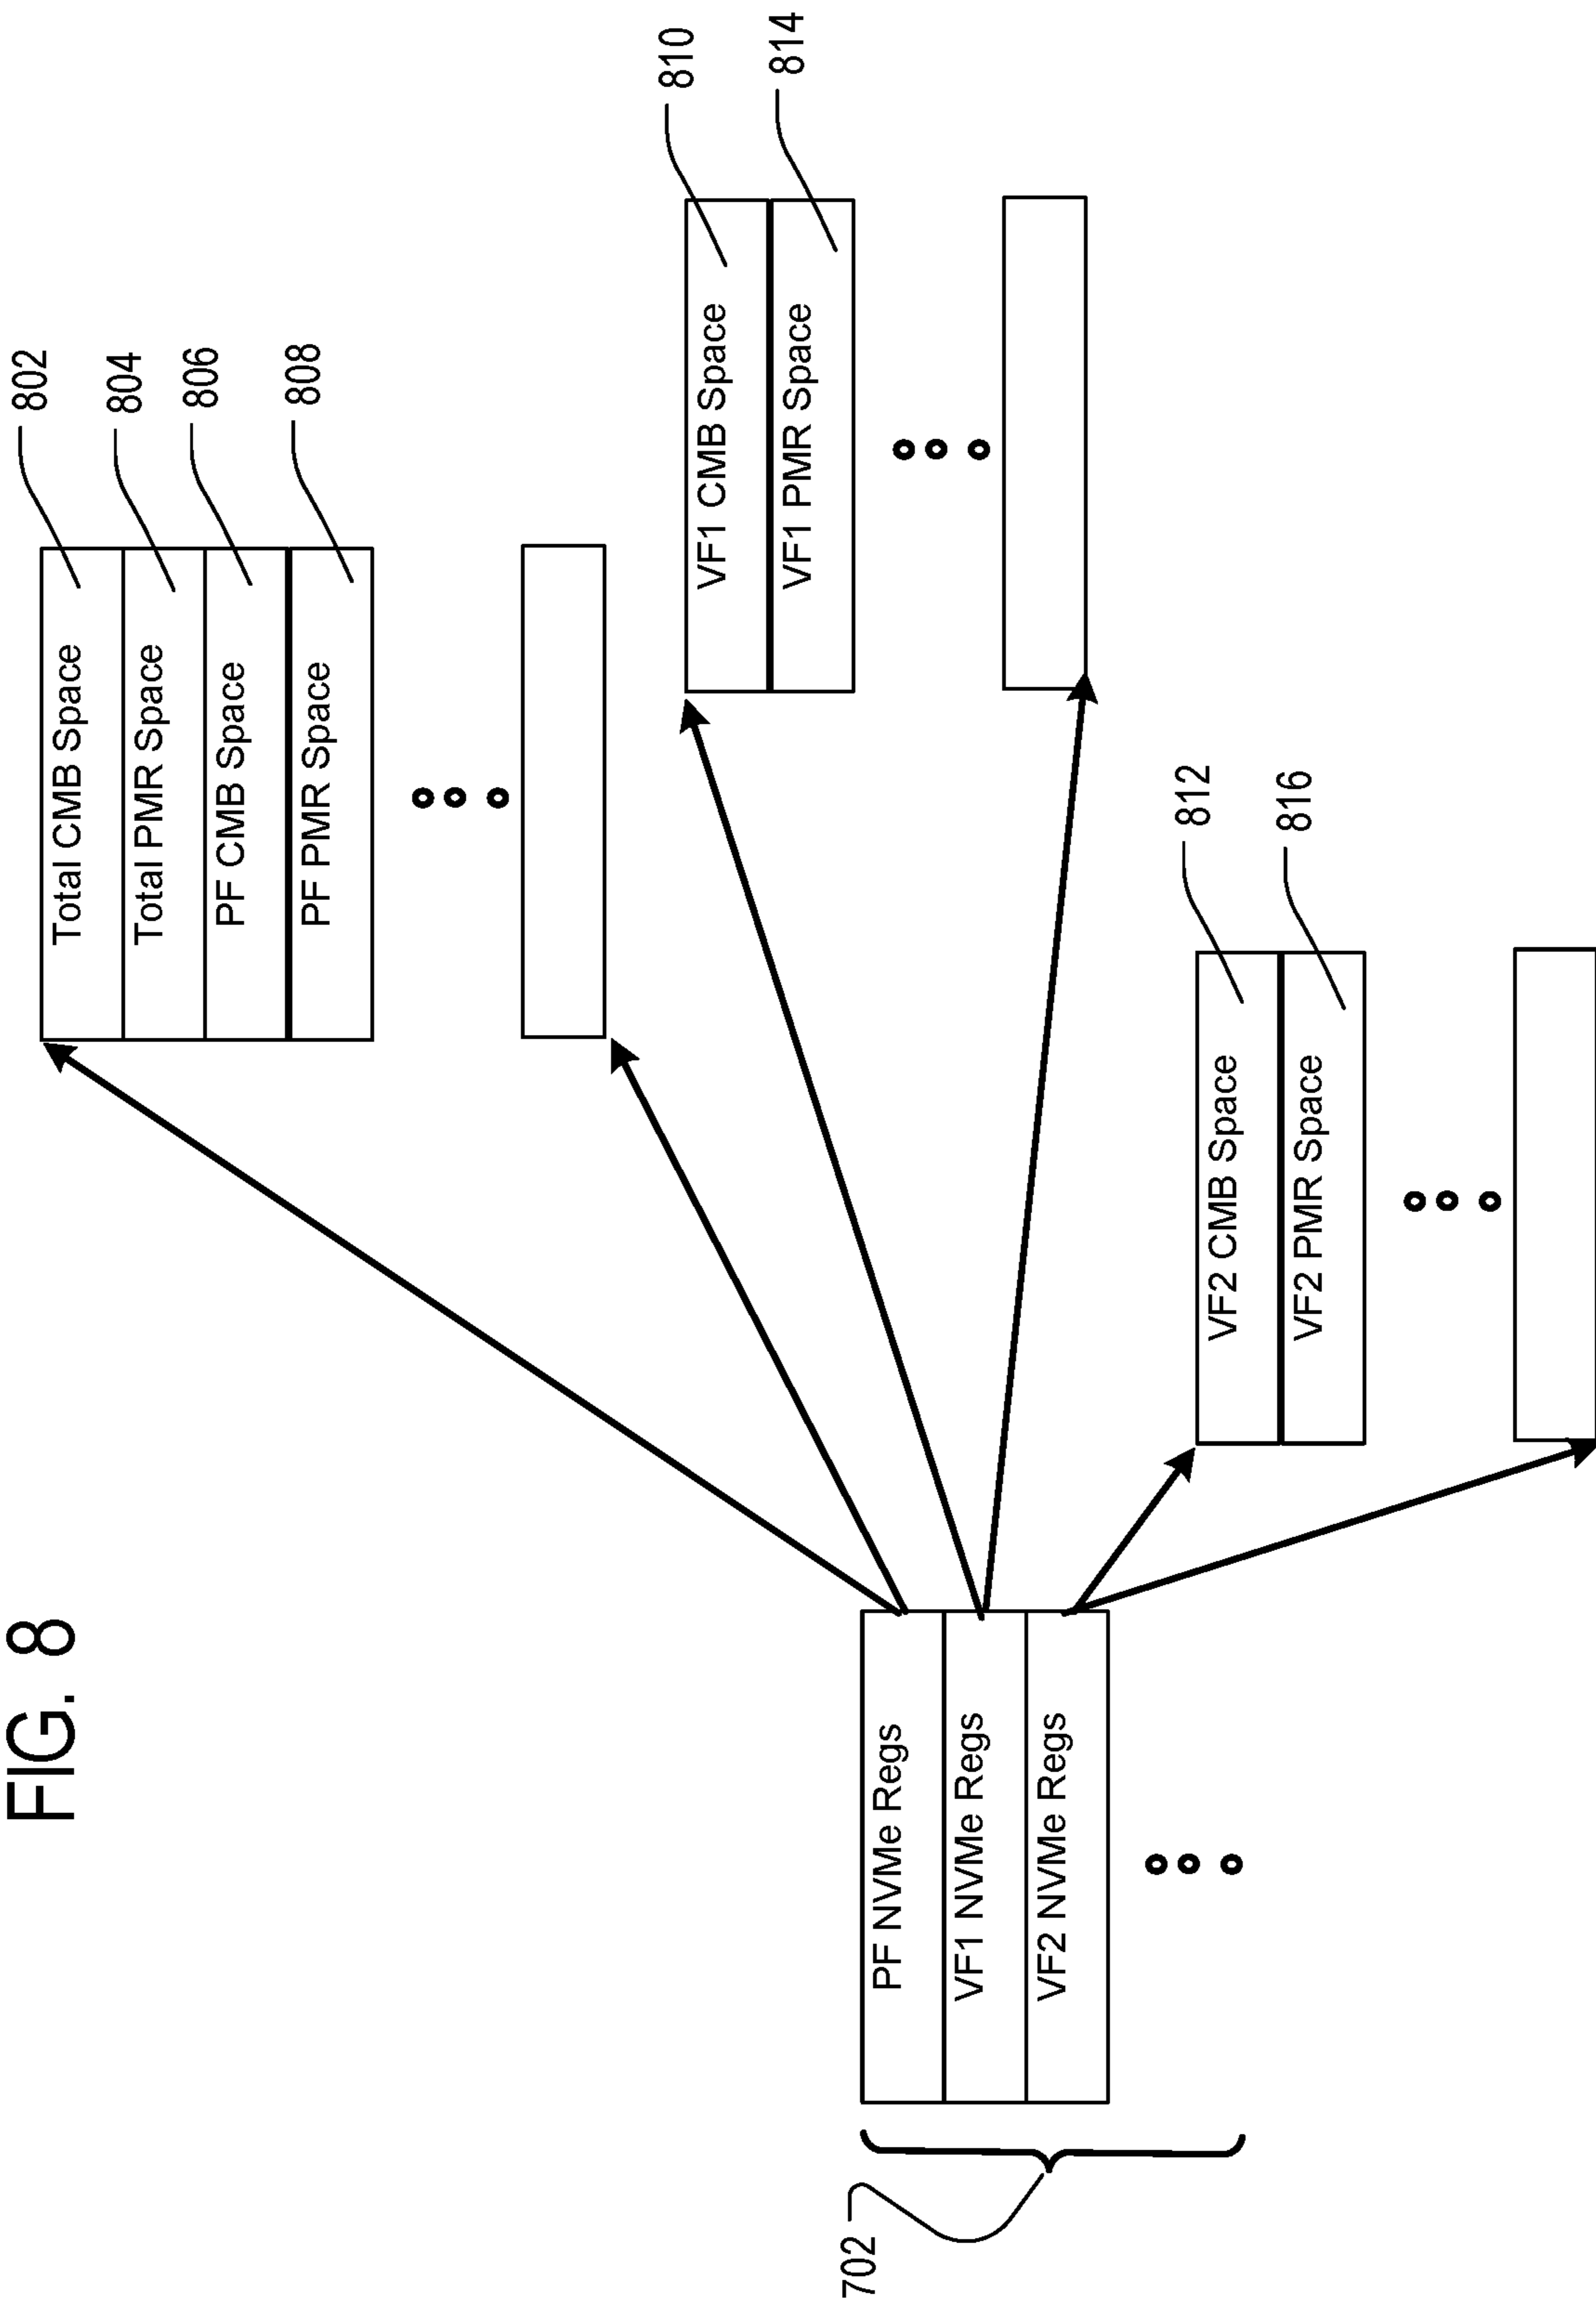 FIG. 8
Total CMB Space
802
Total PMR Space
804
PF CMB Space
806
PF PMR Space
808
VF1 CMB Space
810
VF1 PMR Space
814
PF NVMe Regs
VF1 NVMe Regs
VF2 NVMe Regs
702
VF2 CMB Space
812
VF2 PMR Space
816